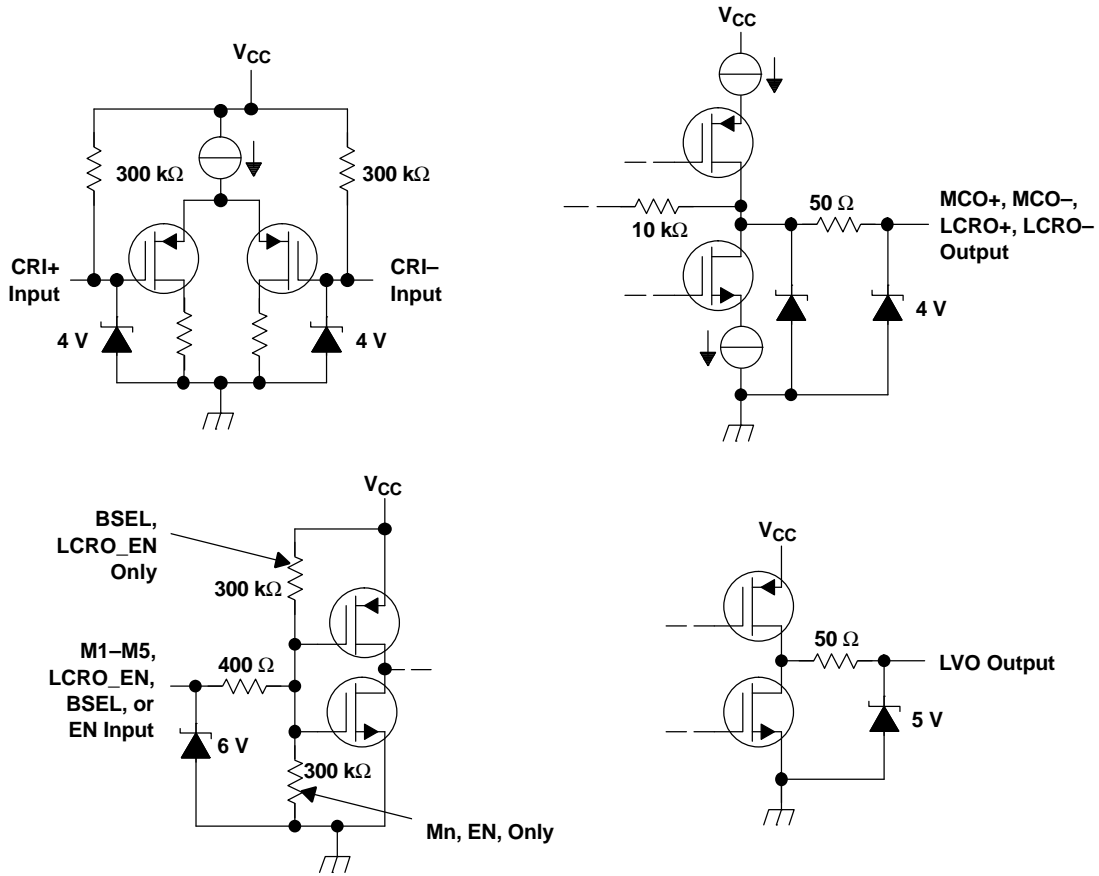 VCC
300 kΩ
300 kΩ
CRI+
Input
CRI–
Input
4 V
4 V
VCC
10 kΩ
50 Ω
MCO+, MCO–,
LCRO+, LCRO–
Output
4 V
VCC
BSEL,
LCRO_EN
Only
300 kΩ
M1–M5,
LCRO_EN,
BSEL, or
EN Input
400 Ω
6 V
300 kΩ
Mn, EN, Only
VCC
50 Ω
LVO Output
5 V